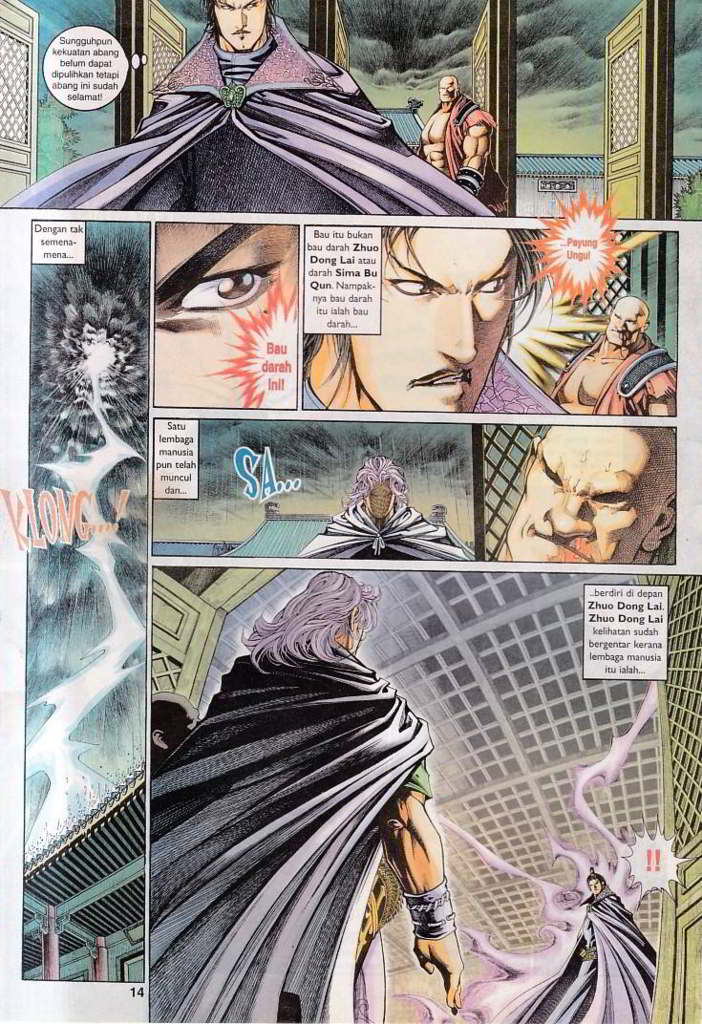 Sungguhpun
kekuatan abang
belum dapat
dipulihkan tetapi
abang ini sudah
selamat!
Dengan tak
semena-
mena...
Bau
darah
ini!
Bau itu bukan
bau darah Zhuo
Dong Lai atau
darah Sima Bu
Qun. Nampak-
nya bau darah
itu ialah bau
darah...
...Payung
Ungu!
KLONG...!
Satu
lembaga
manusia
pun telah
muncul
dan...
SA...
..berdiri di depan
Zhuo Dong Lai.
Zhuo Dong Lai
kelihatan sudah
bergentar kerana
lembaga manusia
itu ialah...
!!
14